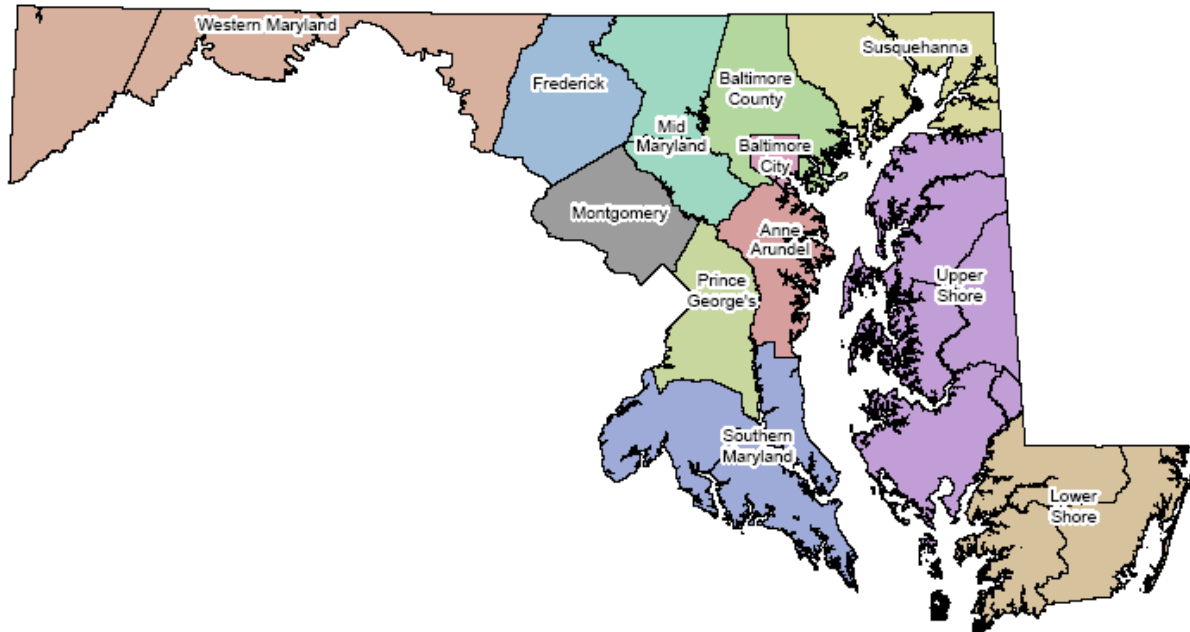 Western Maryland
Susquehanna
Frederick
Baltimore
County
Mid
Maryland
Baltimore
City
Montgomery
Anne
Arundel
Prince
George's
Upper
Shore
Southern
Maryland
Lower
Shore